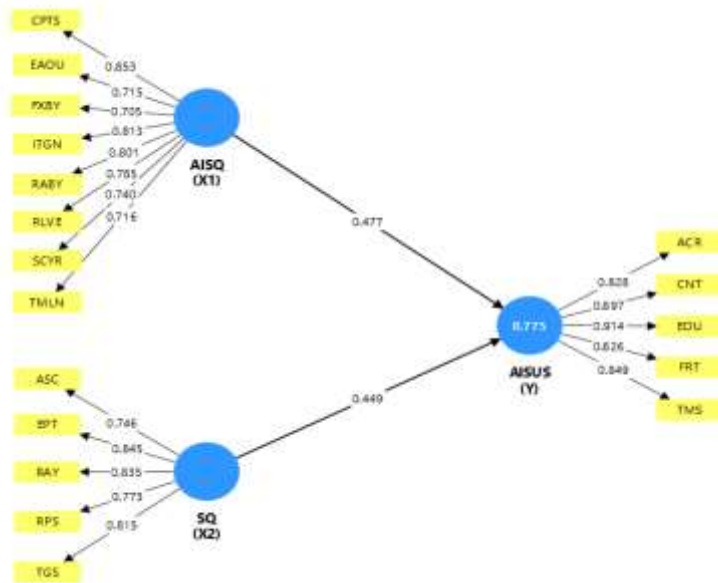 CPTS
EAOU
FXBY
ITGN
RABY
RLVE
SCYR
TMLN
0.853
0.715
0.705
0.813
0.801
0.785
0.740
0.716
AISQ
(X1)
0.477
ASC
EPT
RAY
RPS
TGS
0.746
0.845
0.835
0.773
0.815
SQ
(X2)
0.449
0.775
AISUS
(Y)
0.828
0.897
0.914
0.826
0.849
ACR
CNT
EDU
FRT
TMS